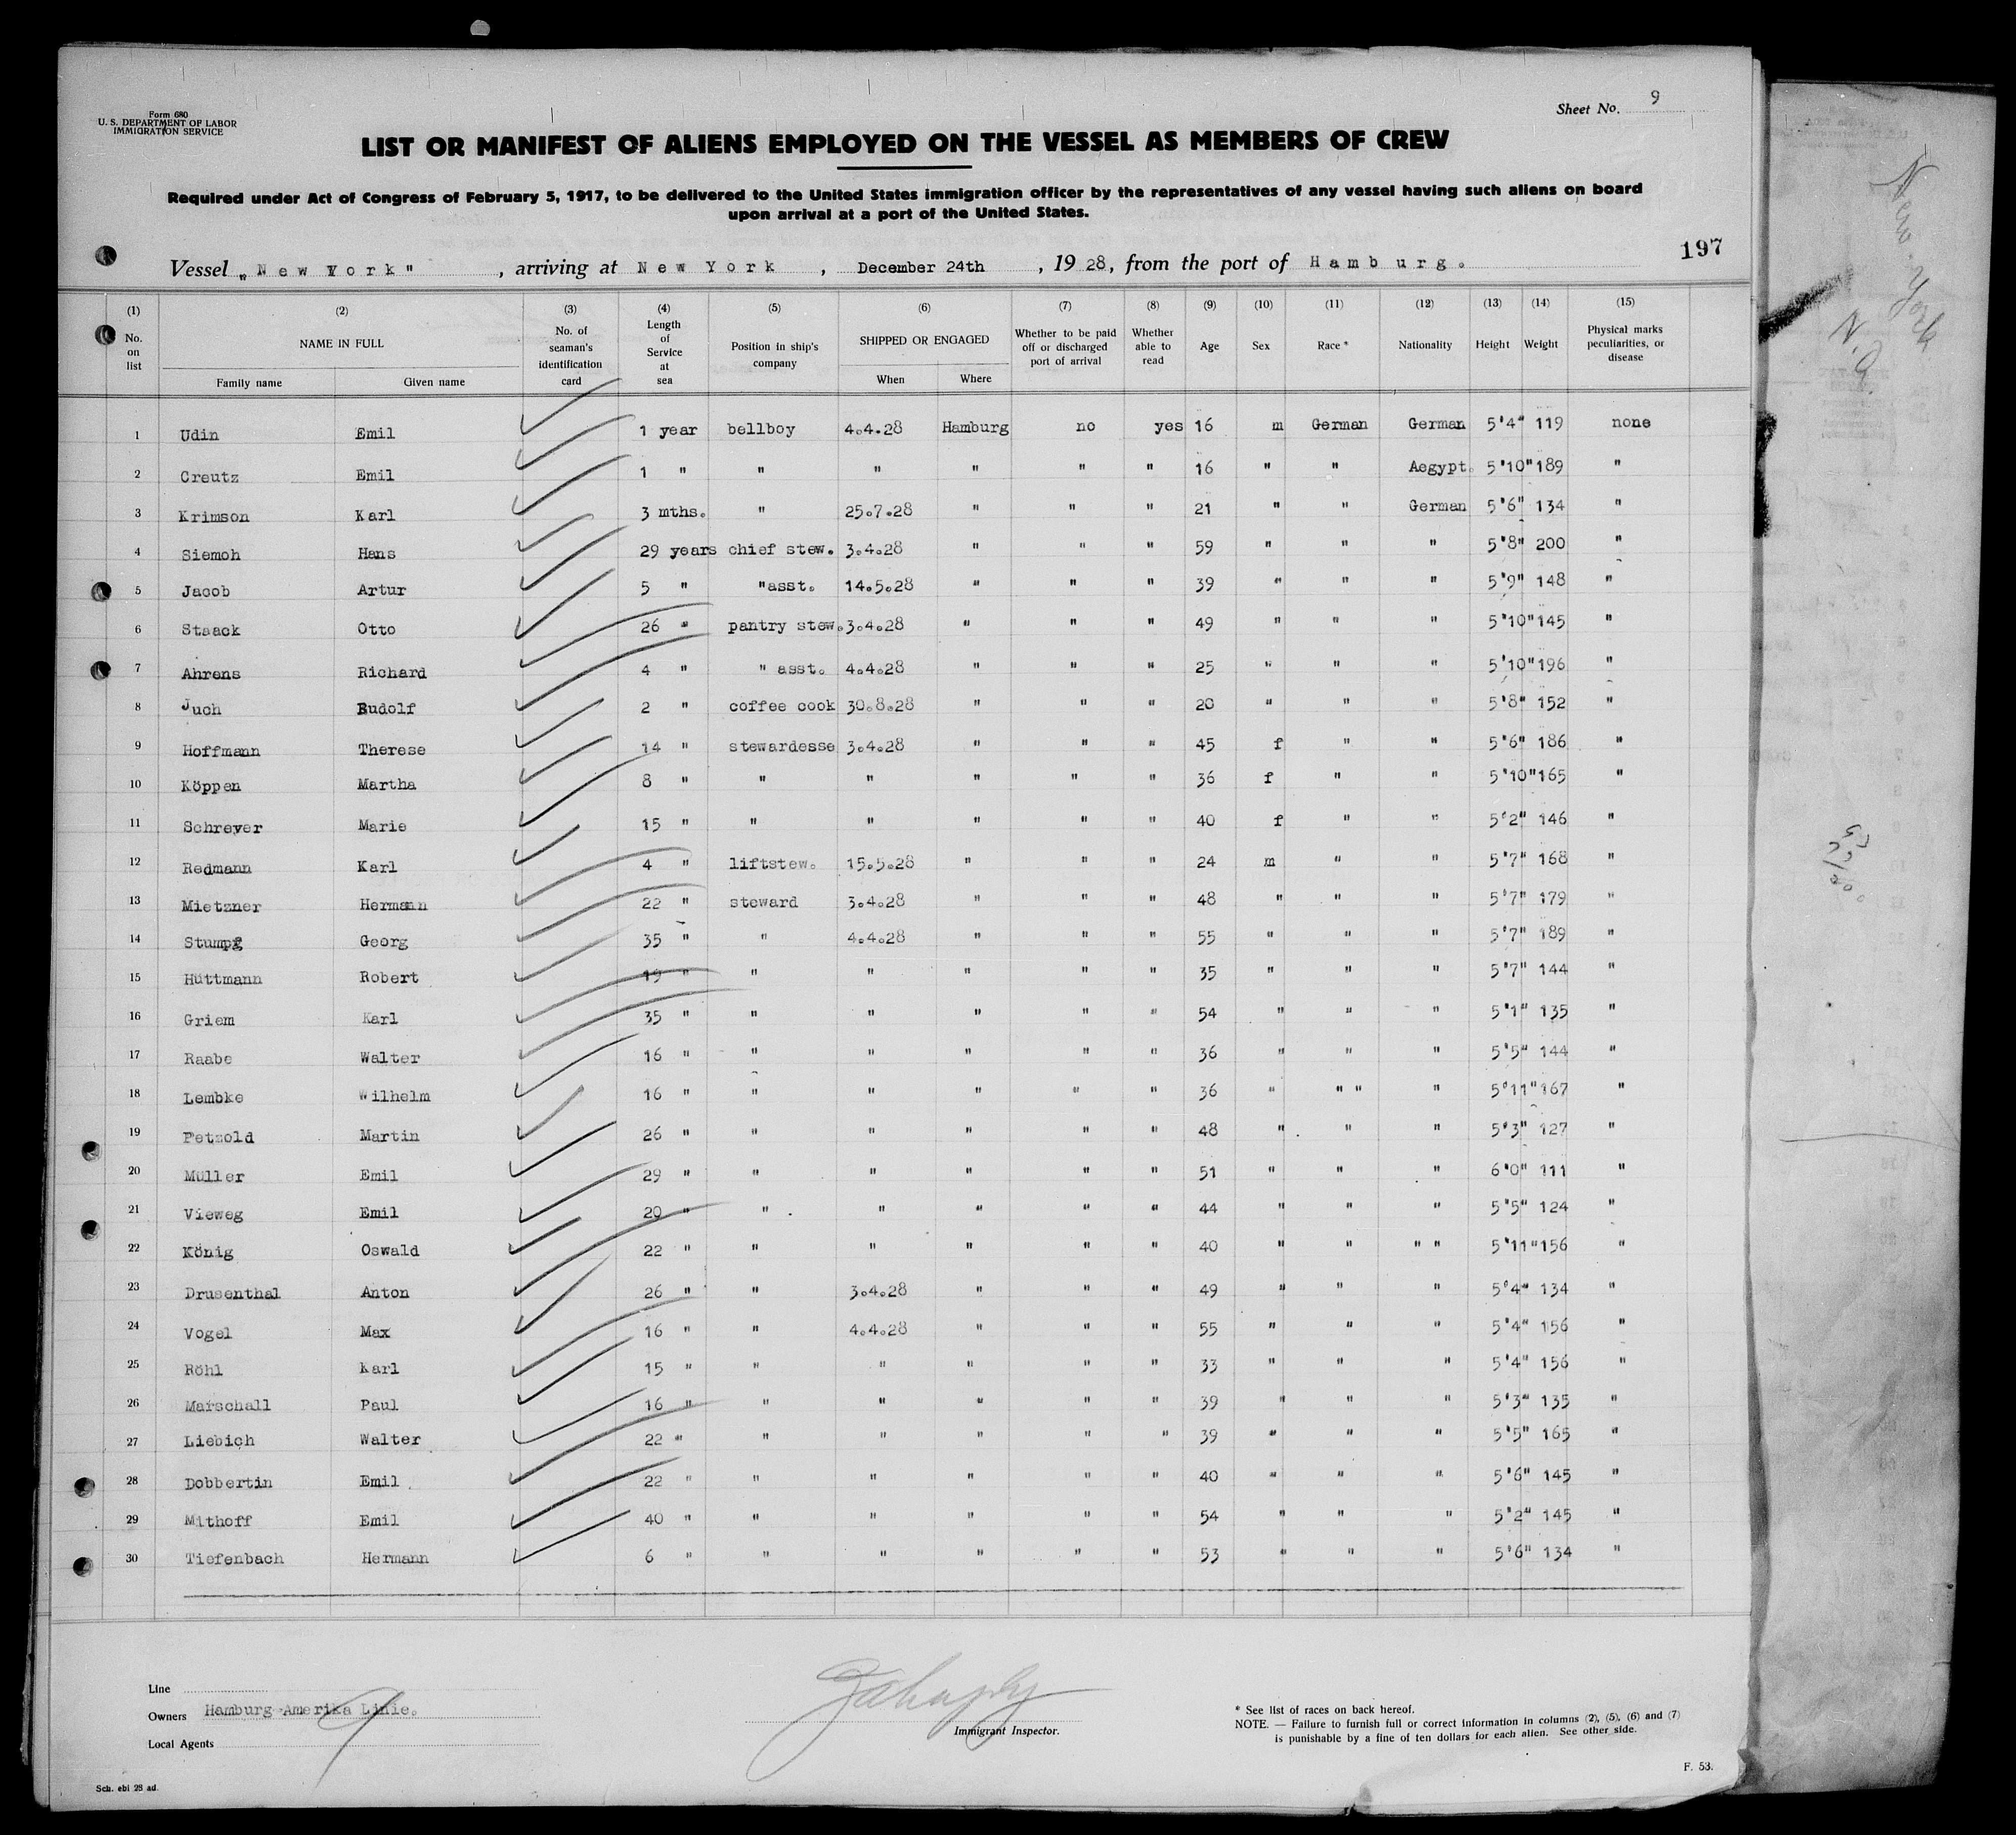 Sheet No. 9
Form 680
U. S. DEPARTMENT OF LABOR
IMMIGRATION SERVICE
LIST OR MANIFEST OF ALIENS EMPLOYED ON THE VESSEL AS MEMBERS OF CREW
Required under Act of Congress of February 5, 1917, to be delivered to the United States immigration officer by the representatives of any vessel having such aliens on board
upon arrival at a port of the United States.
197
Vessel „New York" , arriving at New York , December 24th , 1928, from the port of Hamburg.
(1) (2) (3) (4) (5) (6) (7) (8) (9) (10) (11) (12) (13) (14) (15)
No. on list NAME IN FULL Family name Given name No. of seaman's identification card Length of Service at sea Position in ship's company SHIPPED OR ENGAGED When Where Whether to be paid off or discharged port of arrival Whether able to read Age Sex Race * Nationality Height Weight Physical marks peculiarities, or disease
1 Udin Emil 1 year bellboy 4.4.28 Hamburg no yes 16 m German German 5'4" 119 none
2 Creutz Emil 1 " " " " " " 16 " " Aegypt. 5'10" 189 "
3 Krimson Karl 3 mths. " 25.7.28 " " " 21 " " German 5'6" 134 "
4 Siemoh Hans 29 years chief stew. 3.4.28 " " " 59 " " " 5'8" 200 "
5 Jacob Artur 5 " "asst. 14.5.28 " " " 39 " " " 5'9" 148 "
6 Staack Otto 26 " pantry stew. 3.4.28 " " " 49 " " " 5'10" 145 "
7 Ahrens Richard 4 " " asst. 4.4.28 " " " 25 " " " 5'10" 196 "
8 Juch Rudolf 2 " coffee cook 30.8.28 " " " 20 " " " 5'8" 152 "
9 Hoffmann Therese 14 " stewardesse 3.4.28 " " " 45 f " " 5'6" 186 "
10 Köppen Martha 8 " " " " " " 36 f " " 5'10" 165 "
11 Schreyer Marie 15 " " " " " " 40 f " " 5'2" 146 "
12 Redmann Karl 4 " liftstew. 15.5.28 " " " 24 m " " 5'7" 168 "
13 Mietzner Hermann 22 " steward 3.4.28 " " " 48 " " " 5'7" 179 "
14 Stumpf Georg 35 " " 4.4.28 " " " 55 " " " 5'7" 189 "
15 Hüttmann Robert 19 " " " " " " 35 " " " 5'7" 144 "
16 Griem Karl 35 " " " " " " 54 " " " 5'1" 135 "
17 Raabe Walter 16 " " " " " " 36 " " " 5'5" 144 "
18 Lembke Wilhelm 16 " " " " " " 36 " " " " 5'11" 167 "
19 Petzold Martin 26 " " " " " " 48 " " " 5'3" 127 "
20 Müller Emil 29 " " " " " " 51 " " " 6'0" 111 "
21 Vieweg Emil 20 " " " " " " 44 " " " 5'5" 124 "
22 König Oswald 22 " " " " " " 40 " " " " 5'11" 156 "
23 Drusenthal Anton 26 " " 3.4.28 " " " 49 " " " 5'4" 134 "
24 Vogel Max 16 " " 4.4.28 " " " 55 " " " 5'4" 156 "
25 Röhl Karl 15 " " " " " " 33 " " " 5'4" 156 "
26 Marschall Paul 16 " " " " " " 39 " " " 5'3" 135 "
27 Liebich Walter 22 " " " " " " 39 " " " 5'5" 165 "
28 Dobbertin Emil 22 " " " " " " 40 " " " 5'6" 145 "
29 Mithoff Emil 40 " " " " " " 54 " " " 5'2" 145 "
30 Tiefenbach Hermann 6 " " " " " " 53 " " " 5'6" 134 "
Line
Owners Hamburg-Amerika Linie.
Local Agents
Immigrant Inspector.
* See list of races on back hereof.
NOTE. — Failure to furnish full or correct information in columns (2), (5), (6) and (7)
is punishable by a fine of ten dollars for each alien. See other side.
F. 53.
Sch. ebl 28 ad.
New York
N.Y.